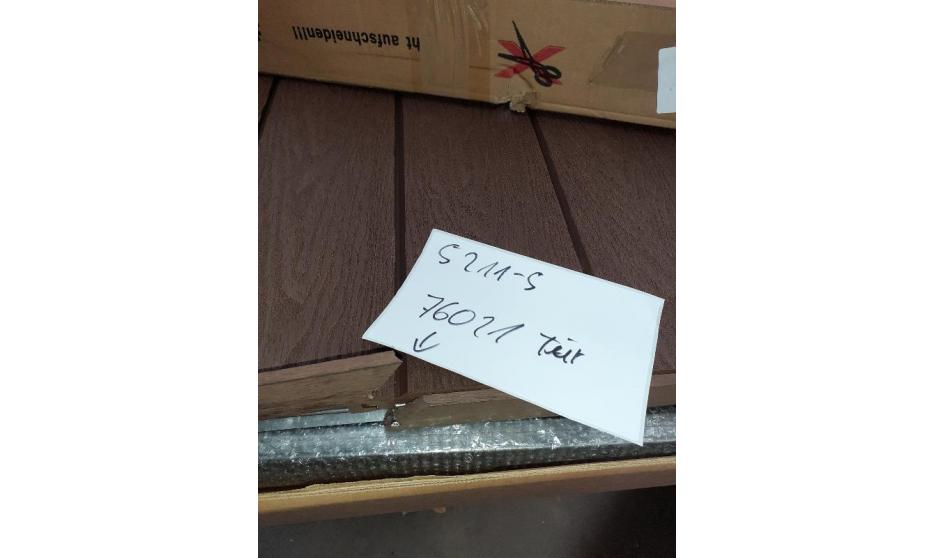 ht aufschneiden!!!
S211-S
76021 Tür